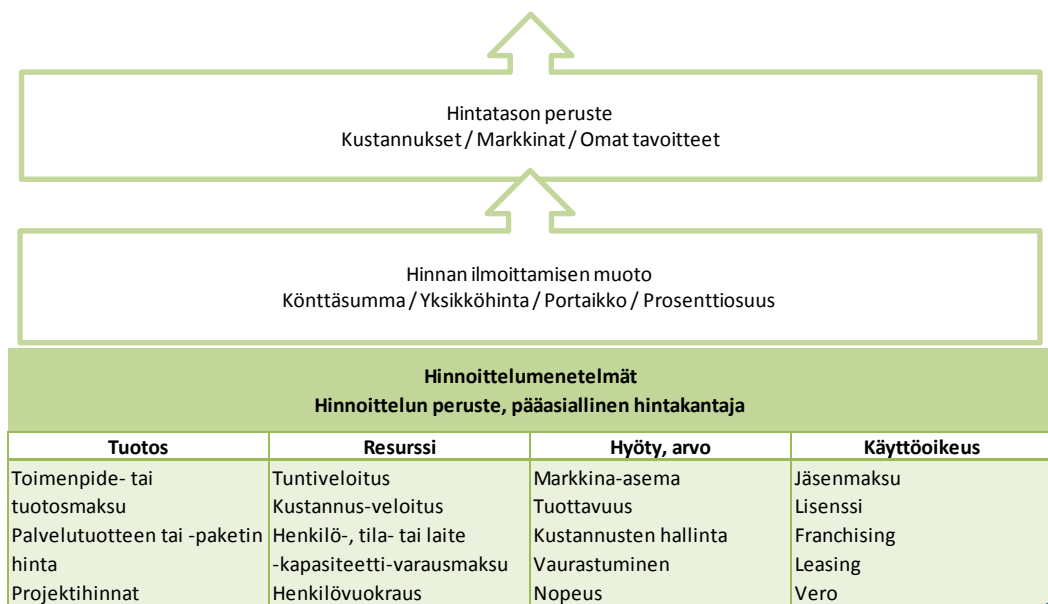 Hintatason peruste
Kustannukset / Markkinat / Omat tavoitteet
Hinnan ilmoittamisen muoto
Könttäsumma / Yksikköhinta / Portaikko / Prosenttiosuus
Hinnoittelumenetelmät
Hinnoittelun peruste, pääasiallinen hintakantaja
Tuotos
Toimenpide- tai
tuotosmaksu
Palvelutuotteen tai -paketin
hinta
Projektihinnat
Resurssi
Tuntiveloitus
Kustannus-veloitus
Henkilö-, tila- tai laite
-kapasiteetti-varausmaksu
Henkilövuokraus
Hyöty, arvo
Markkina-asema
Tuottavuus
Kustannusten hallinta
Vaurastuminen
Nopeus
Käyttöoikeus
Jäsenmaksu
Lisenssi
Franchising
Leasing
Vero